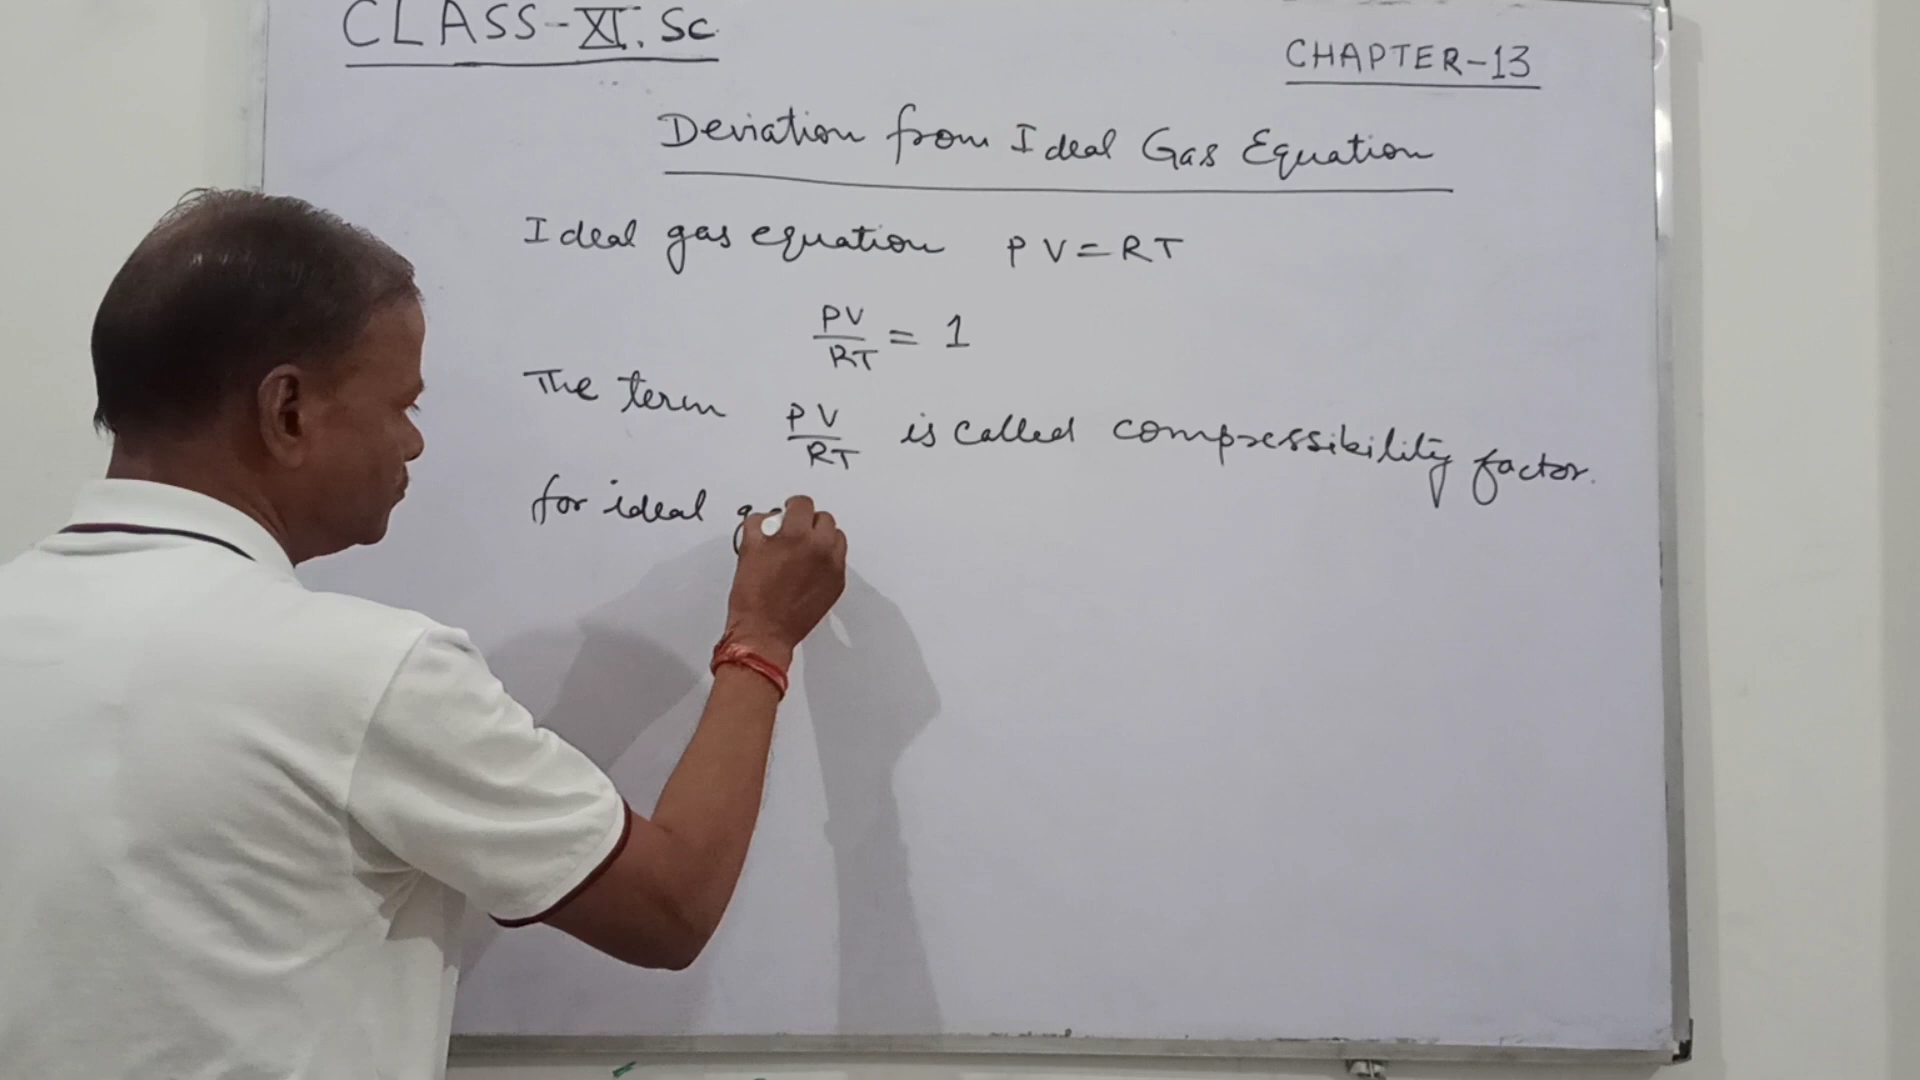 CLASS-XI. Sc
CHAPTER-13
Deviation from Ideal Gas Equation
Ideal gas equation PV=RT
PV/RT = 1
The term PV/RT is called compressibility factor.
for ideal